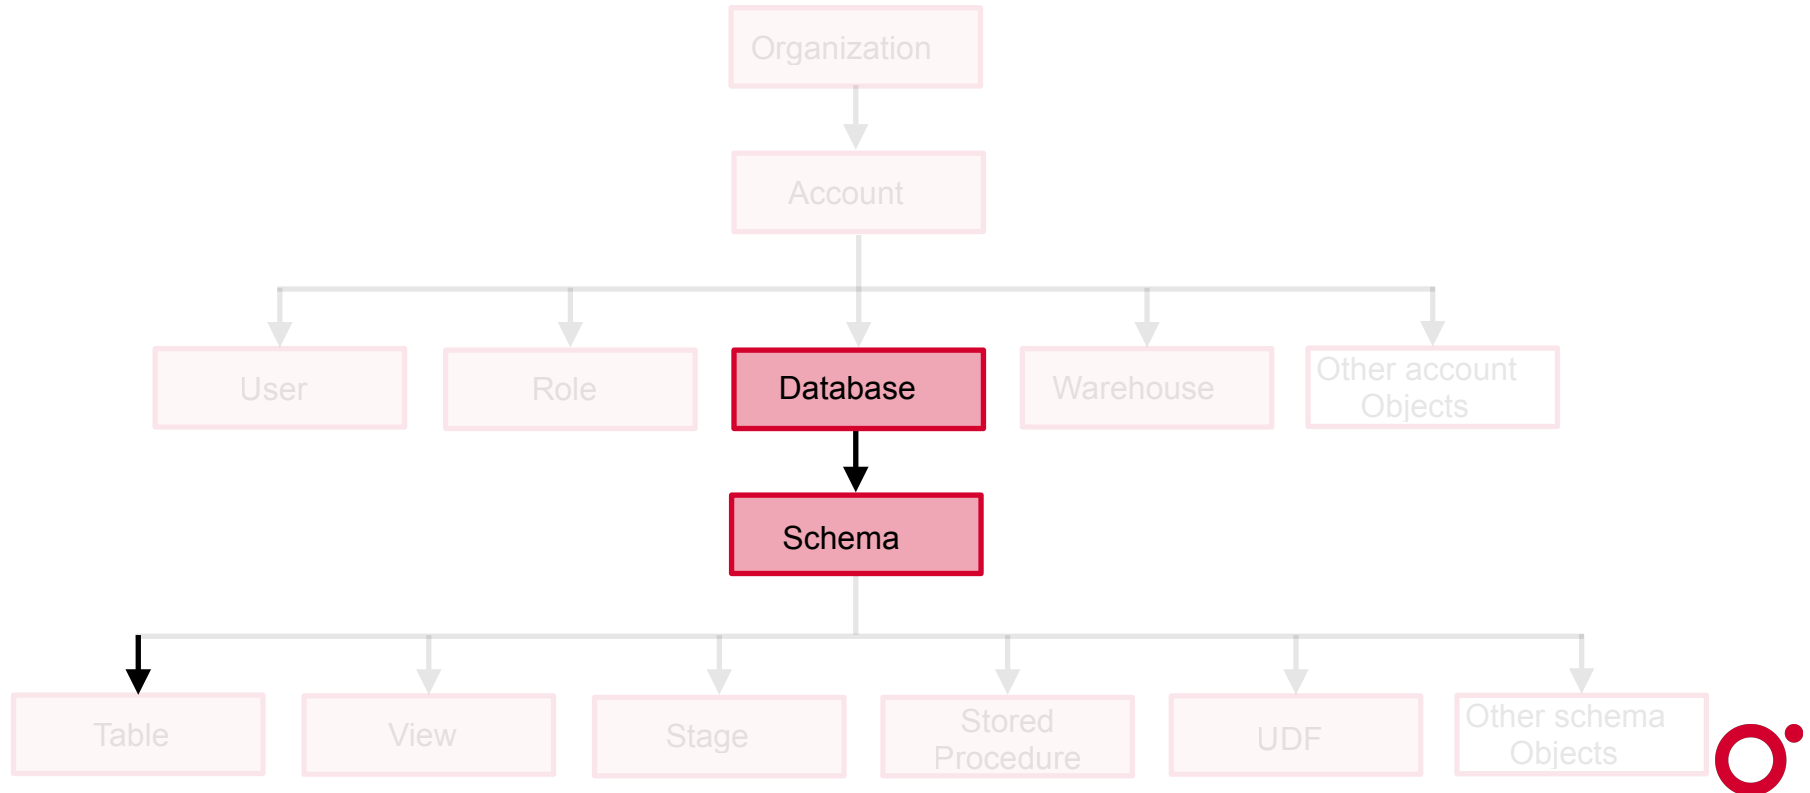 Organization
Account
User
Role
Database
Warehouse
Other account
Objects
Schema
Table
View
Stage
Stored
Procedure
UDF
Other schema
Objects